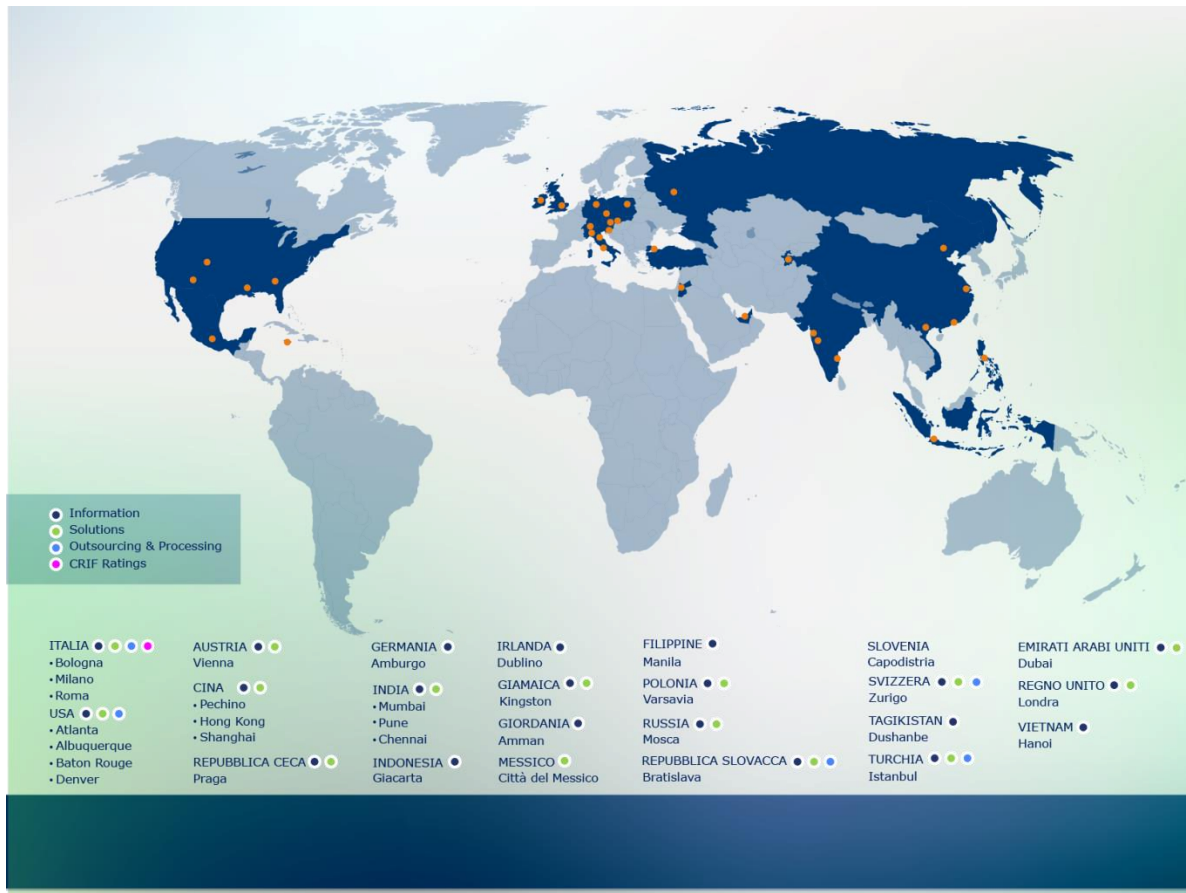 Information
Solutions
Outsourcing & Processing
CRIF Ratings
ITALIA
• Bologna
• Milano
• Roma
USA
• Atlanta
• Albuquerque
• Baton Rouge
• Denver
AUSTRIA
Vienna
CINA
• Pechino
• Hong Kong
• Shanghai
REPUBBLICA CECA
Praga
GERMANIA
Amburgo
INDIA
• Mumbai
• Pune
• Chennai
INDONESIA
Giacarta
IRLANDA
Dublino
GIAMAICA
Kingston
GIORDANIA
Amman
MESSICO
Città del Messico
FILIPPINE
Manila
POLONIA
Varsavia
RUSSIA
Mosca
REPUBBLICA SLOVACCA
Bratislava
SLOVENIA
Capodistria
SVIZZERA
Zurigo
TAGIKISTAN
Dushanbe
TURCHIA
Istanbul
EMIRATI ARABI UNITI
Dubai
REGNO UNITO
Londra
VIETNAM
Hanoi